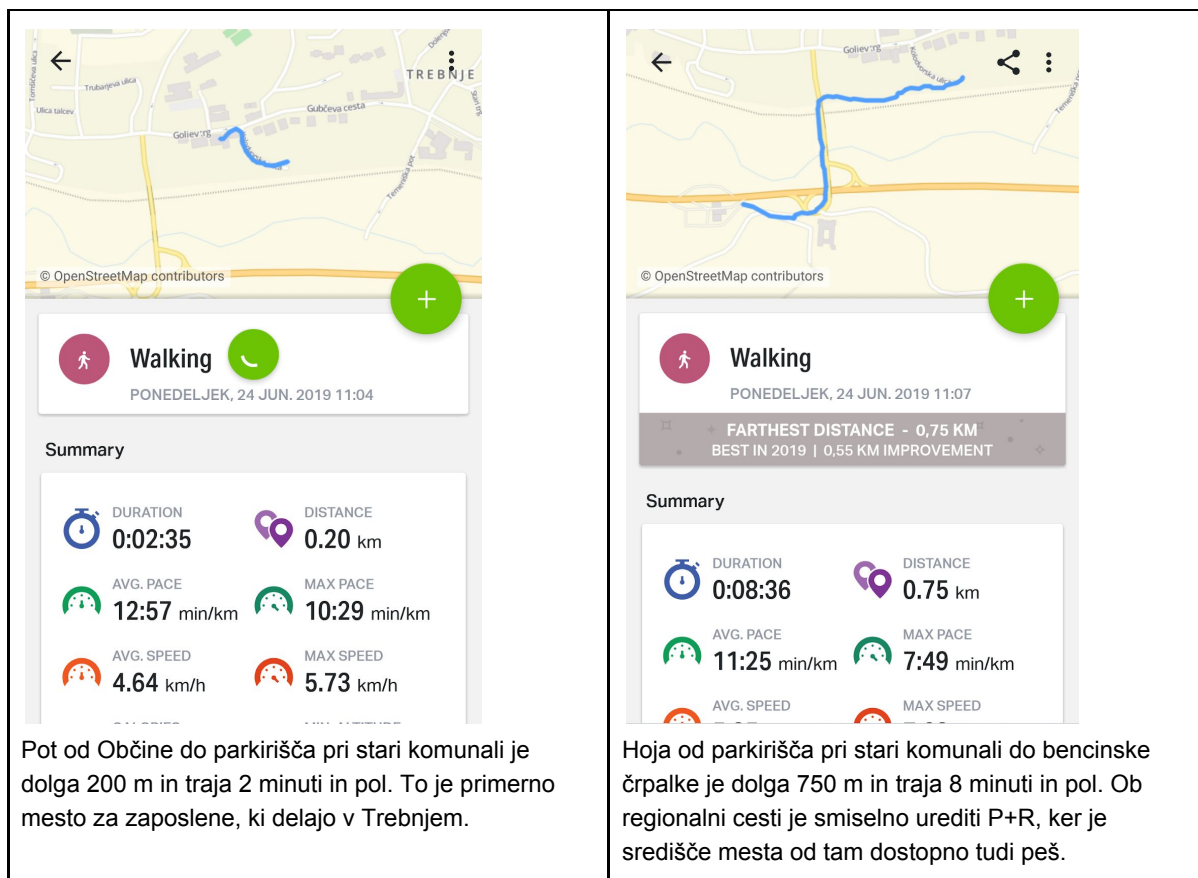 Tomšičeva ulica
Trubarjeva ulica
Ulica talcev
Golievtrg
Gubčeva cesta
TREBNJE
Stari trg
Temeniška pot
© OpenStreetMap contributors
+
Walking
PONEDELJEK, 24 JUN. 2019 11:04
Summary
DURATION
0:02:35
DISTANCE
0.20 km
AVG. PACE
12:57 min/km
MAX PACE
10:29 min/km
AVG. SPEED
4.64 km/h
MAX SPEED
5.73 km/h
Pot od Občine do parkirišča pri stari komunali je
dolga 200 m in traja 2 minuti in pol. To je primerno
mesto za zaposlene, ki delajo v Trebnjem.
Goliev trg
Kolodvorska ulica
© OpenStreetMap contributors
+
Walking
PONEDELJEK, 24 JUN. 2019 11:07
FARTHEST DISTANCE - 0,75 KM
BEST IN 2019 | 0,55 KM IMPROVEMENT
Summary
DURATION
0:08:36
DISTANCE
0.75 km
AVG. PACE
11:25 min/km
MAX PACE
7:49 min/km
AVG. SPEED
MAX SPEED
Hoja od parkirišča pri stari komunali do bencinske
črpalke je dolga 750 m in traja 8 minuti in pol. Ob
regionalni cesti je smiselno urediti P+R, ker je
središče mesta od tam dostopno tudi peš.